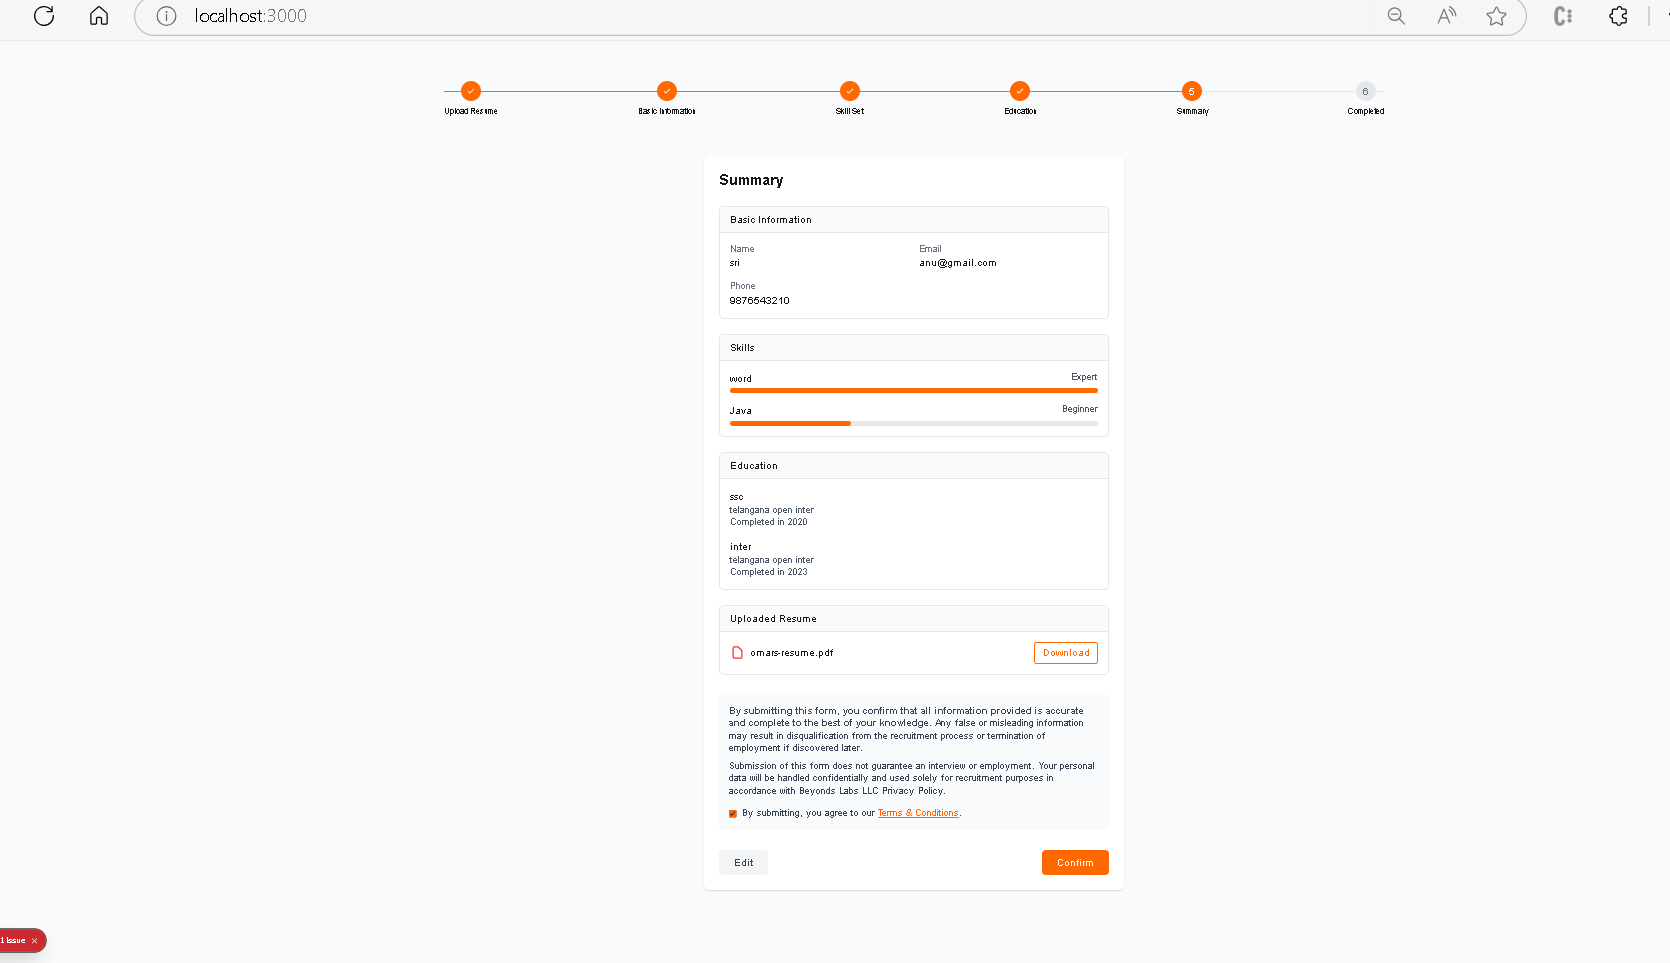 localhost:3000
5
6
Upload Resume
Basic Information
Skill Set
Education
Summary
Completed
Summary
Basic Information
Name
Email
sri
anu@gmail.com
Phone
9876543210
Skills
word
Expert
Java
Beginner
Education
ssc
telangana open inter
Completed in 2020
inter
telangana open inter
Completed in 2023
Uploaded Resume
omars-resume.pdf
Download
By submitting this form, you confirm that all information provided is accurate
and complete to the best of your knowledge. Any false or misleading information
may result in disqualification from the recruitment process or termination of
employment if discovered later.
Submission of this form does not guarantee an interview or employment. Your personal
data will be handled confidentially and used solely for recruitment purposes in
accordance with Beyonds Labs LLC Privacy Policy.
By submitting, you agree to our Terms & Conditions.
Edit
Confirm
1 Issue